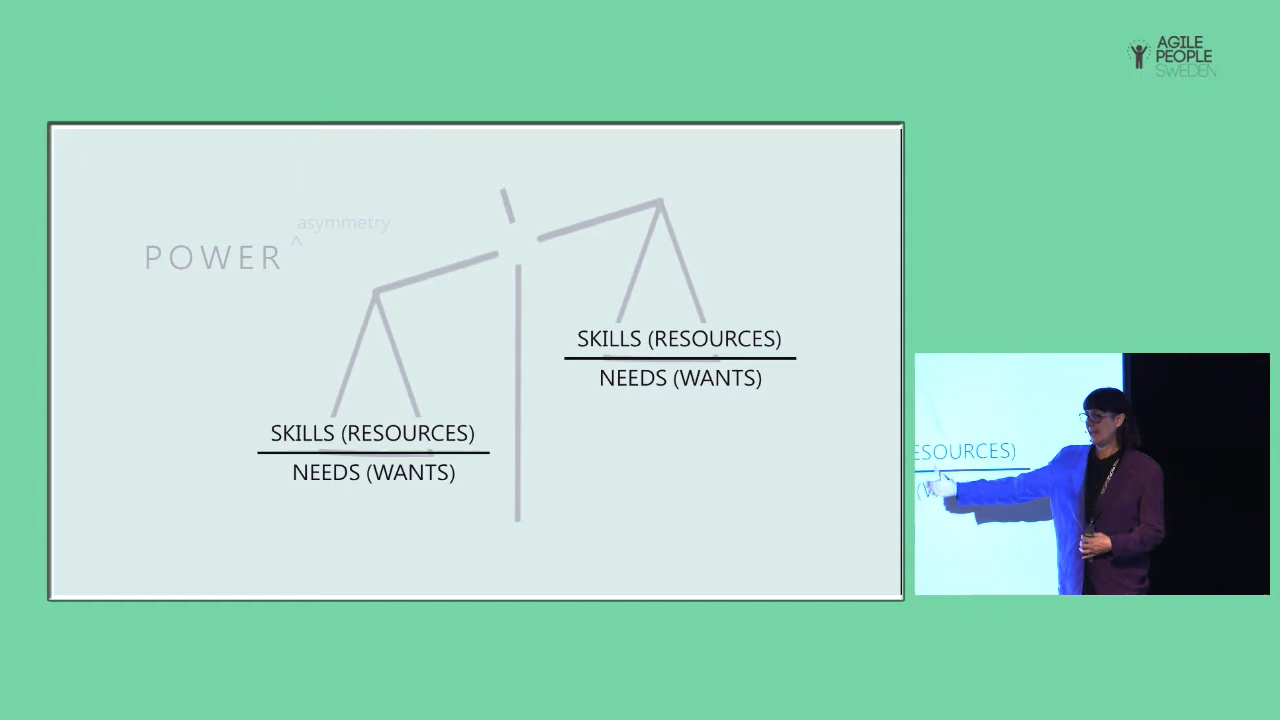 AGILE
PEOPLE
SWEDEN
asymmetry
^
POWER
SKILLS (RESOURCES)
NEEDS (WANTS)
SKILLS (RESOURCES)
NEEDS (WANTS)
ESOURCES)